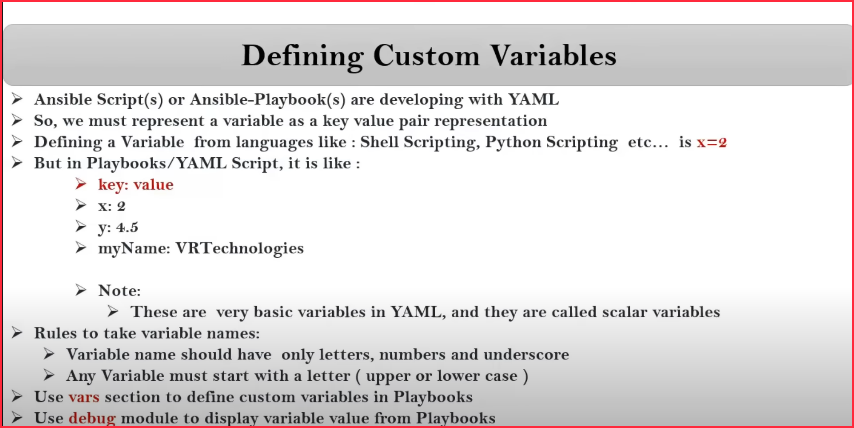 Defining Custom Variables
Ansible Script(s) or Ansible-Playbook(s) are developing with YAML
So, we must represent a variable as a key value pair representation
Defining a Variable from languages like : Shell Scripting, Python Scripting etc... is x=2
But in Playbooks/YAML Script, it is like :
key: value
x: 2
y: 4.5
myName: VRTechnologies
Note:
These are very basic variables in YAML, and they are called scalar variables
Rules to take variable names:
Variable name should have only letters, numbers and underscore
Any Variable must start with a letter ( upper or lower case )
Use vars section to define custom variables in Playbooks
Use debug module to display variable value from Playbooks